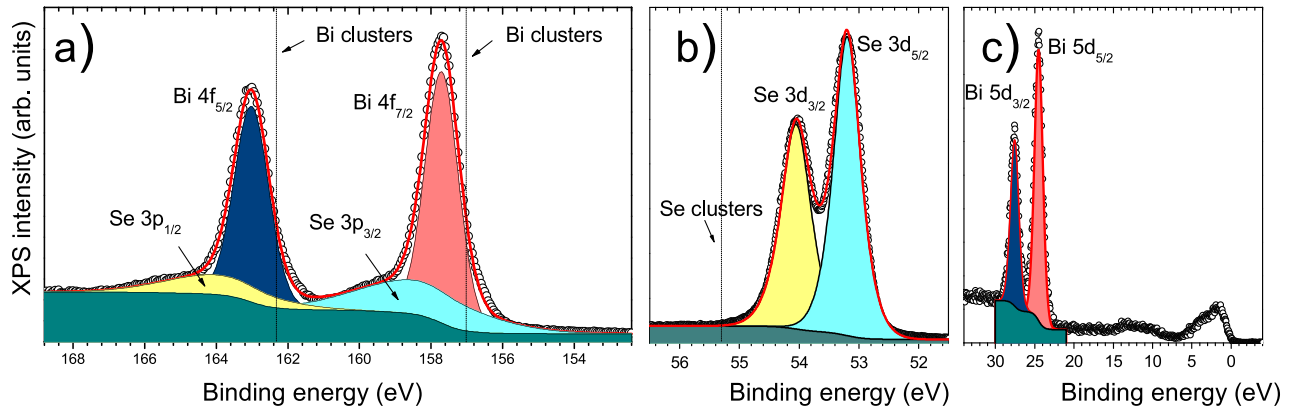 XPS intensity (arb. units)
a)
Bi clusters
Bi clusters
Bi 4f5/2
Bi 4f7/2
Se 3p1/2
Se 3p3/2
168 166 164 162 160 158 156 154
Binding energy (eV)
b)
Se 3d5/2
Se 3d3/2
Se clusters
56 55 54 53 52
Binding energy (eV)
c)
Bi 5d5/2
Bi 5d3/2
30 25 20 15 10 5 0
Binding energy (eV)